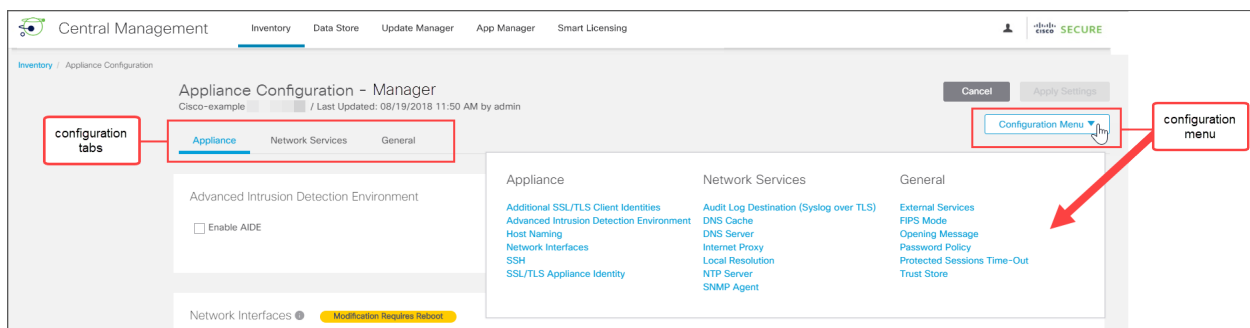 Central Management
Inventory Data Store Update Manager App Manager Smart Licensing
cisco SECURE
Inventory / Appliance Configuration
Appliance Configuration - Manager
Cisco-example / Last Updated: 08/19/2018 11:50 AM by admin
Cancel
Apply Settings
configuration
tabs
Appliance Network Services General
Configuration Menu
configuration
menu
Advanced Intrusion Detection Environment
Enable AIDE
Network Interfaces
Modification Requires Reboot
Appliance
Additional SSL/TLS Client Identities
Advanced Intrusion Detection Environment
Host Naming
Network Interfaces
SSH
SSL/TLS Appliance Identity
Network Services
Audit Log Destination (Syslog over TLS)
DNS Cache
DNS Server
Internet Proxy
Local Resolution
NTP Server
SNMP Agent
General
External Services
FIPS Mode
Opening Message
Password Policy
Protected Sessions Time-Out
Trust Store